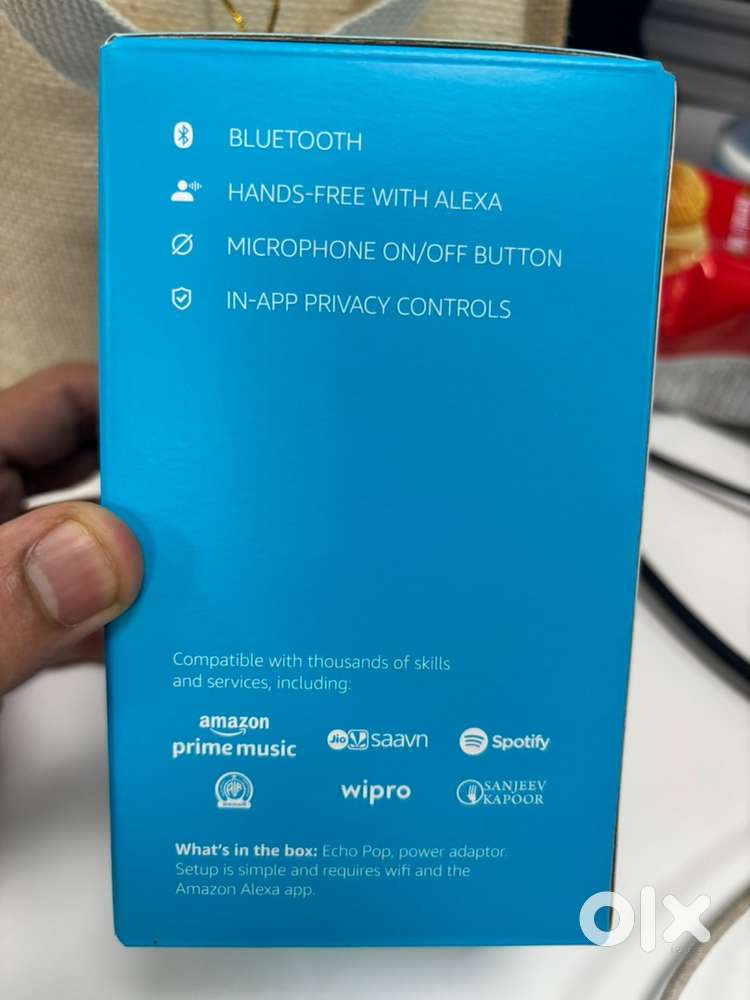 BLUETOOTH
HANDS-FREE WITH ALEXA
MICROPHONE ON/OFF BUTTON
IN-APP PRIVACY CONTROLS
Compatible with thousands of skills
and services, including:
amazon
prime music
Jio saavn
Spotify
wipro
SANJEEV
KAPOOR
What's in the box: Echo Pop, power adaptor.
Setup is simple and requires wifi and the
Amazon Alexa app.
olx